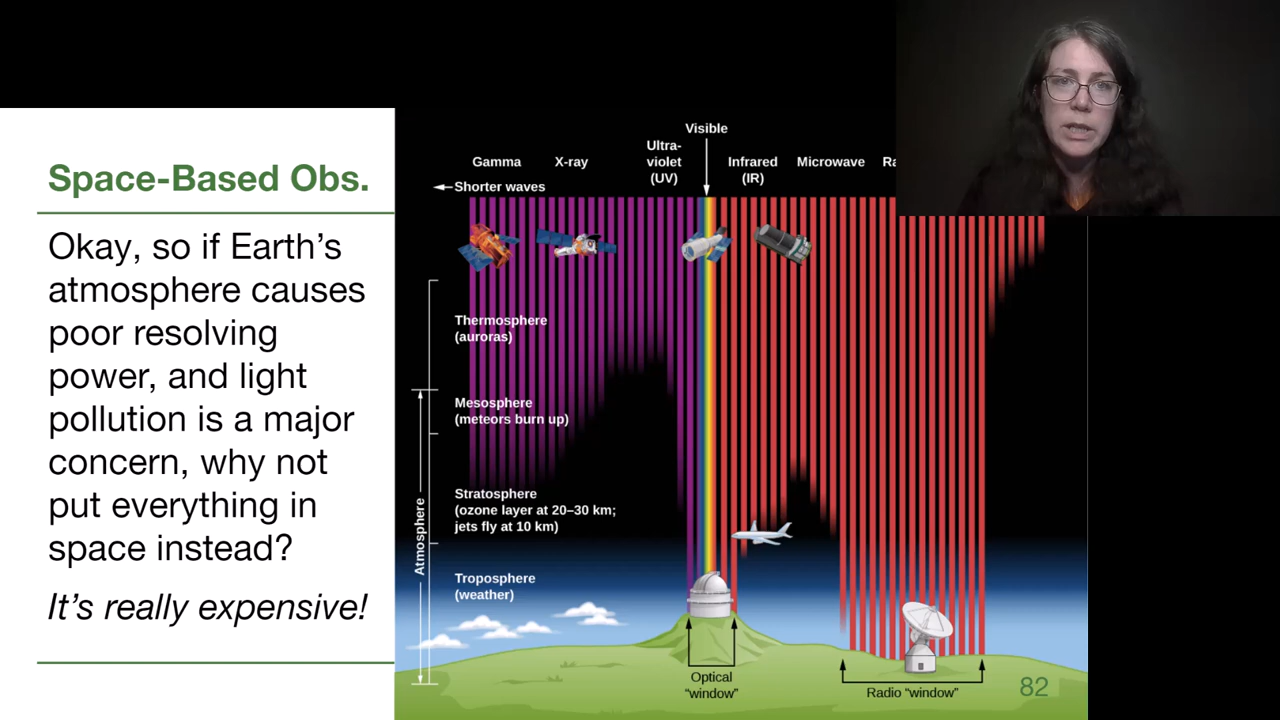 Space-Based Obs.
Okay, so if Earth’s
atmosphere causes
poor resolving
power, and light
pollution is a major
concern, why not
put everything in
space instead?
It’s really expensive!
Visible
Gamma
X-ray
Ultra-
violet
(UV)
Infrared
(IR)
Microwave
Ra
Shorter waves
Thermosphere
(auroras)
Mesosphere
(meteors burn up)
Stratosphere
(ozone layer at 20–30 km;
jets fly at 10 km)
Atmosphere
Troposphere
(weather)
Optical
“window”
Radio “window”
82